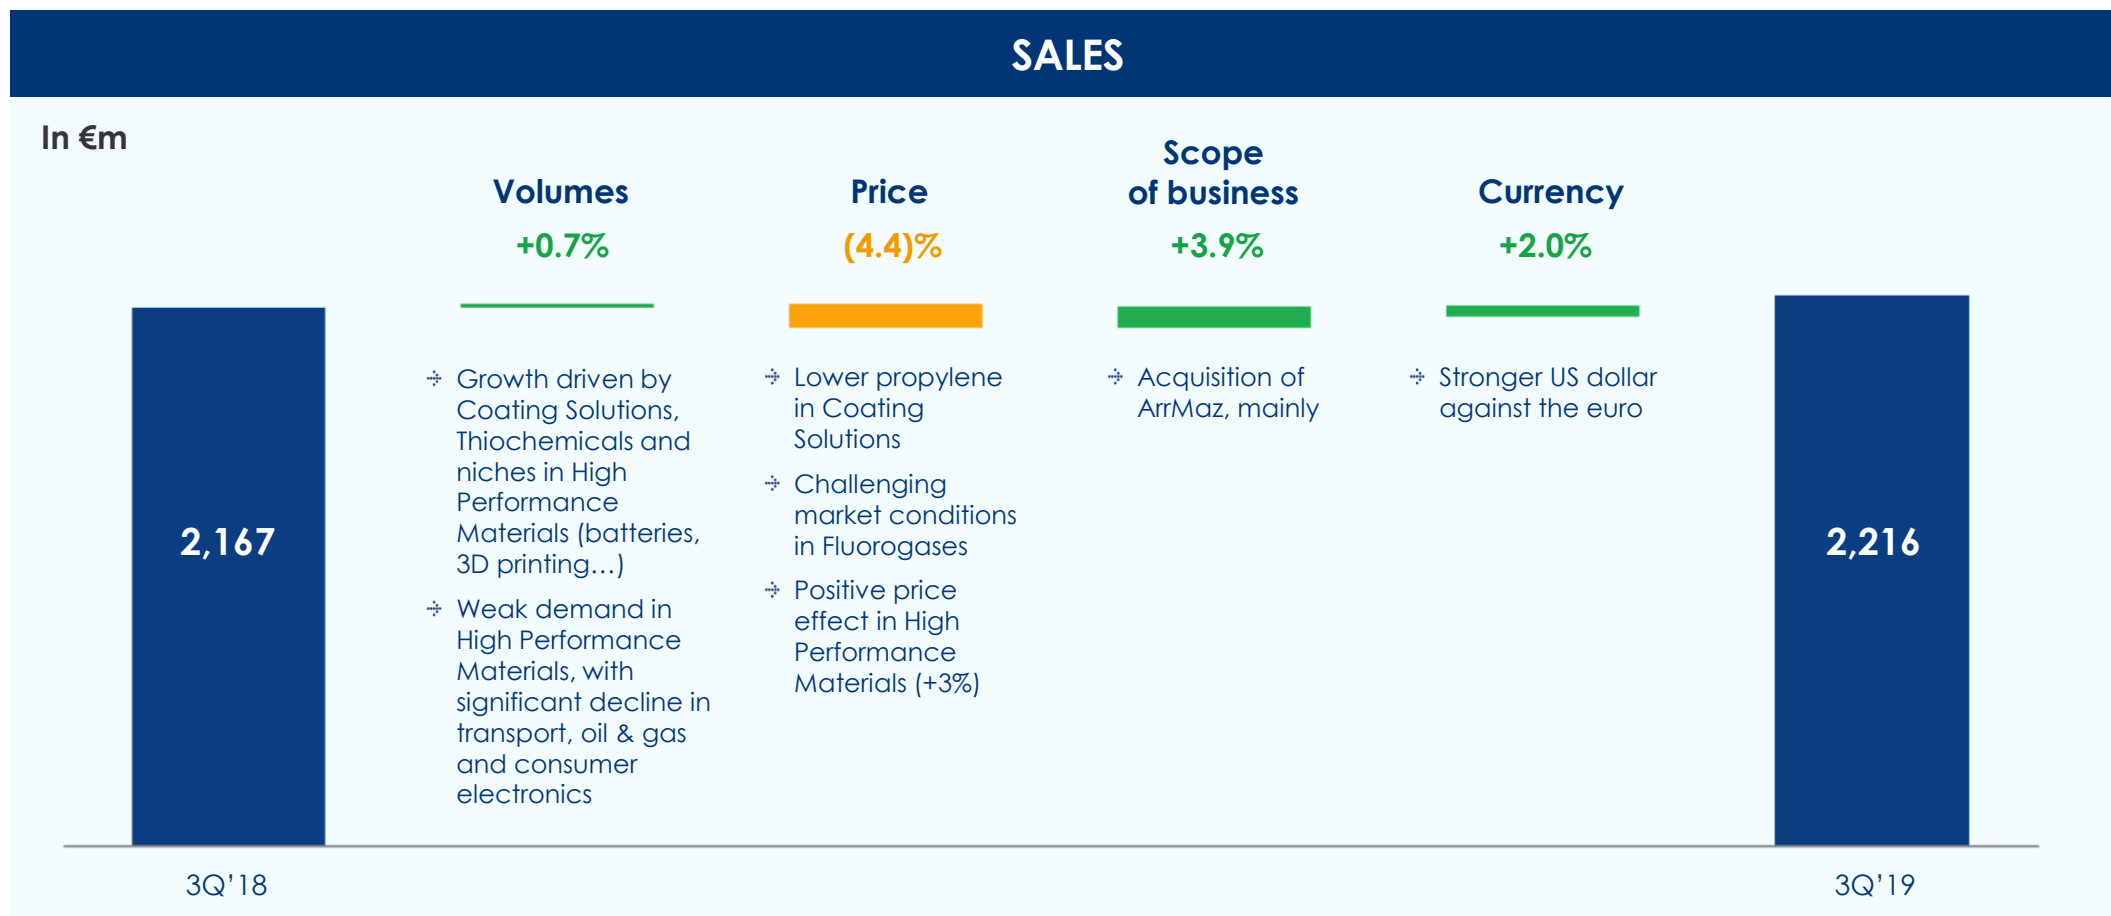 SALES
In €m
Volumes
+0.7%
Price
(4.4)%
Scope
of business
+3.9%
Currency
+2.0%
2,167
Growth driven by
Coating Solutions,
Thiochemicals and
niches in High
Performance
Materials (batteries,
3D printing…)
Weak demand in
High Performance
Materials, with
significant decline in
transport, oil & gas
and consumer
electronics
Lower propylene
in Coating
Solutions
Challenging
market conditions
in Fluorogases
Positive price
effect in High
Performance
Materials (+3%)
Acquisition of
ArrMaz, mainly
Stronger US dollar
against the euro
2,216
3Q’18
3Q’19